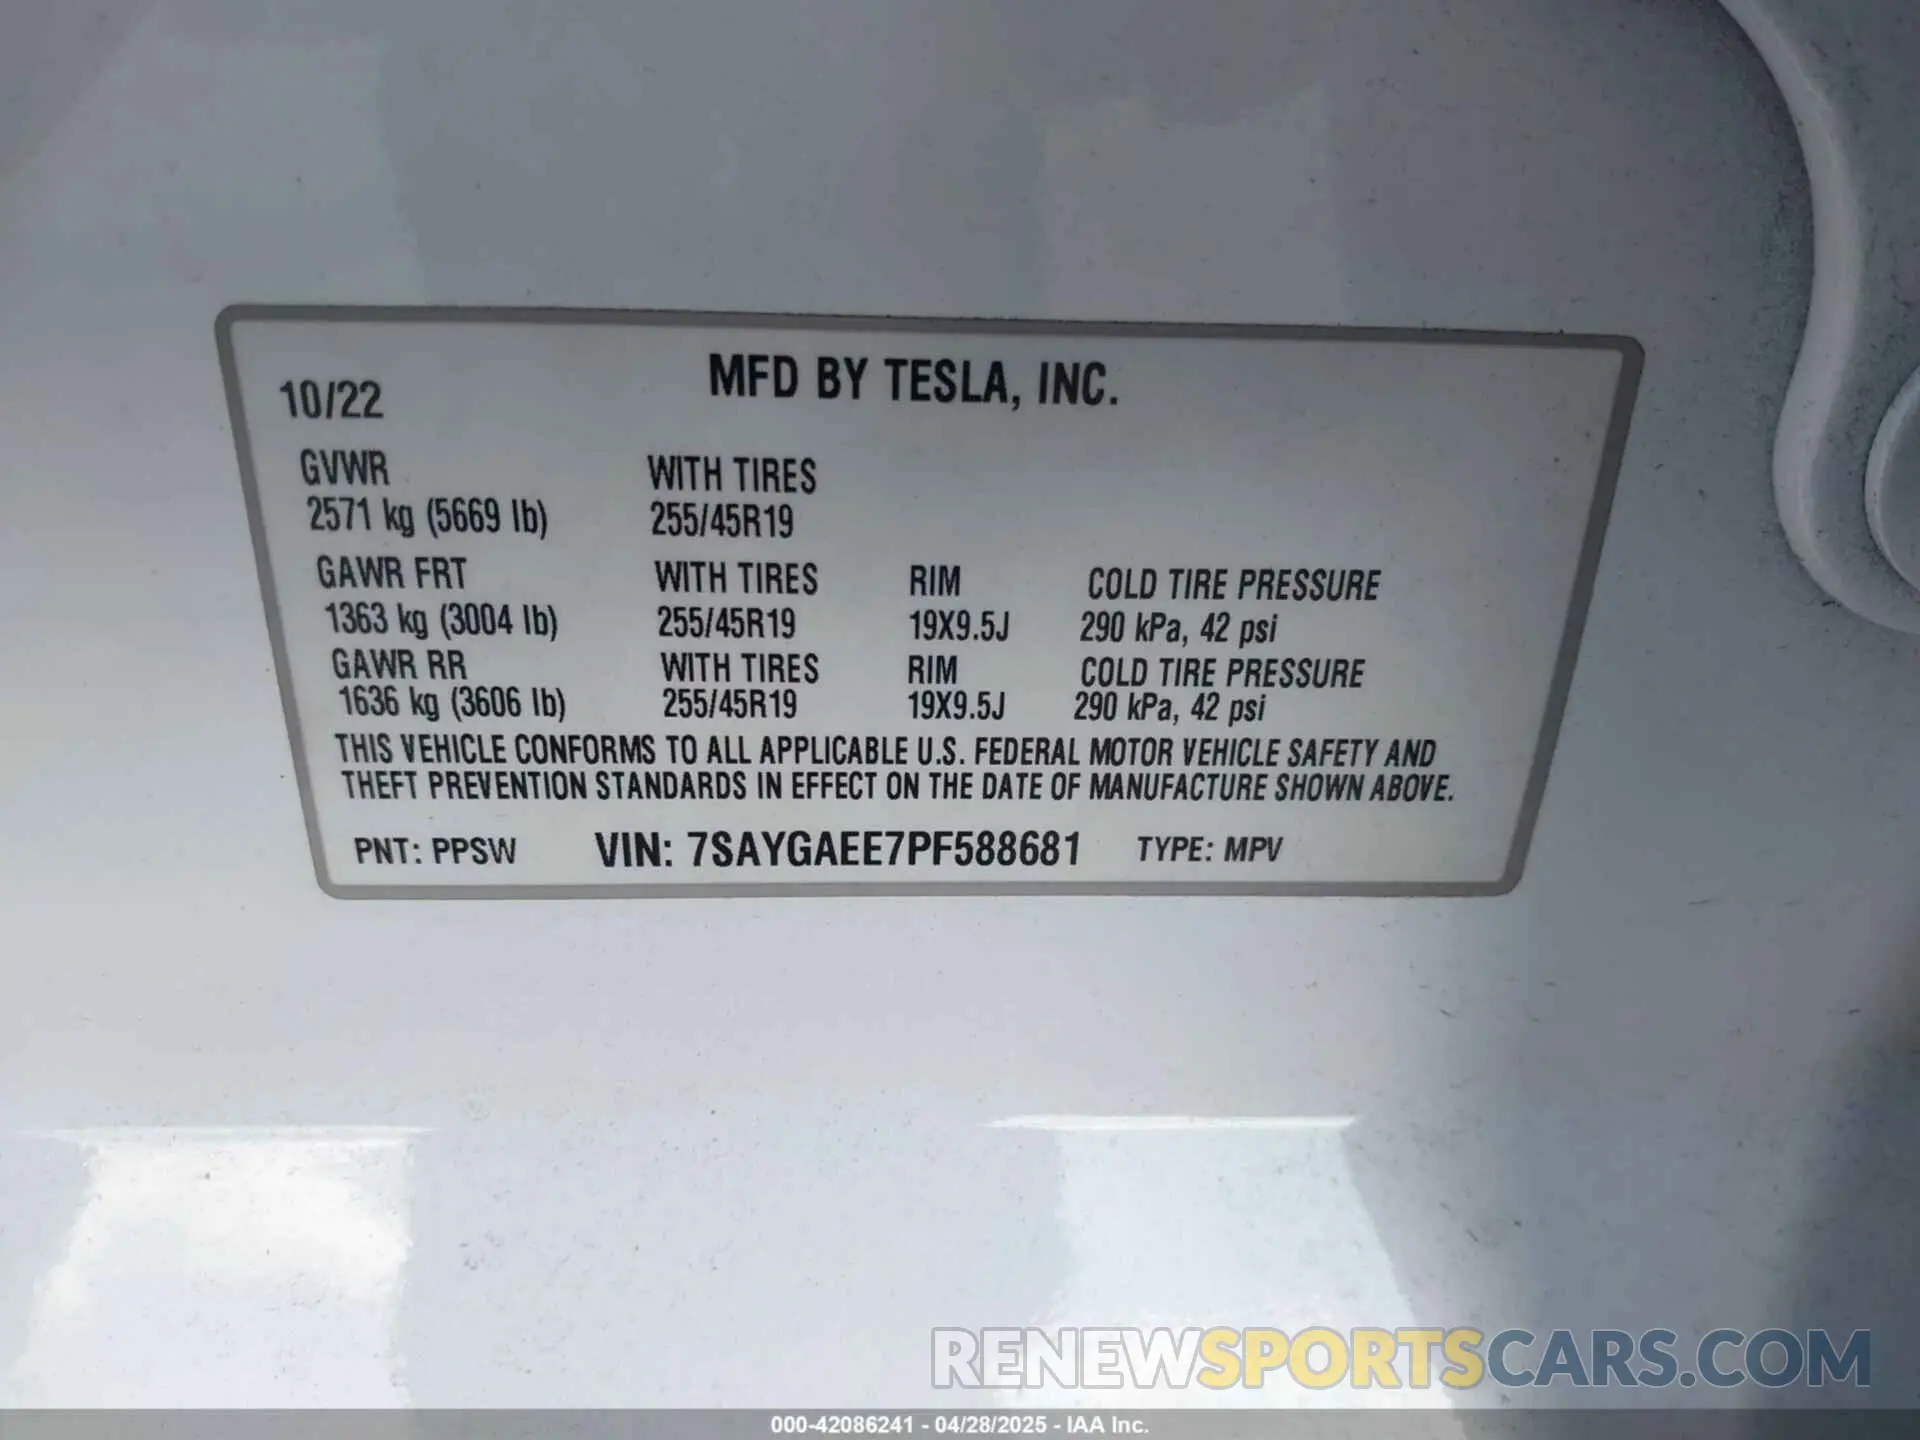 MFD BY TESLA, INC.
10/22
GVWR WITH TIRES
2571 kg (5669 lb) 255/45R19
GAWR FRT WITH TIRES RIM COLD TIRE PRESSURE
1363 kg (3004 lb) 255/45R19 19X9.5J 290 kPa, 42 psi
GAWR RR WITH TIRES RIM COLD TIRE PRESSURE
1636 kg (3606 lb) 255/45R19 19X9.5J 290 kPa, 42 psi
THIS VEHICLE CONFORMS TO ALL APPLICABLE U.S. FEDERAL MOTOR VEHICLE SAFETY AND
THEFT PREVENTION STANDARDS IN EFFECT ON THE DATE OF MANUFACTURE SHOWN ABOVE.
PNT: PPSW VIN: 7SAYGAEE7PF588681 TYPE: MPV
RENEWSPORTSCARS.COM
000-42086241 - 04/28/2025 - IAA Inc.